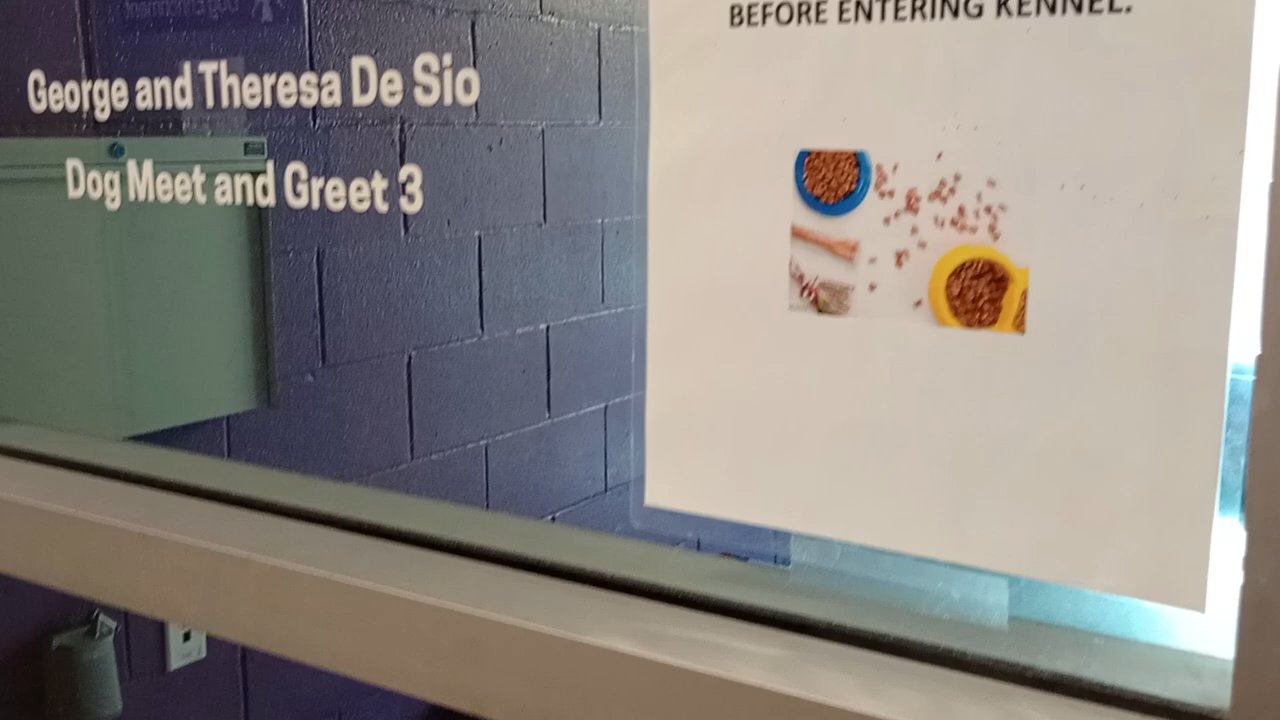 BEFORE ENTERING KENNEL.
George and Theresa De Sio
Dog Meet and Greet 3